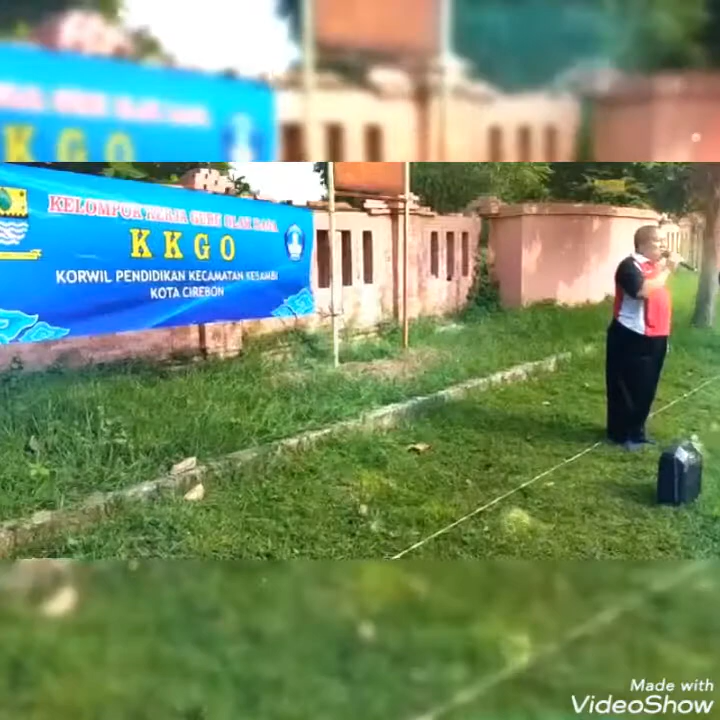 KELOMPOK KERJA GURU OLAH RAGA
KKGO
KORWIL PENDIDIKAN KECAMATAN KESAMBI
KOTA CIREBON
Made with
VideoShow